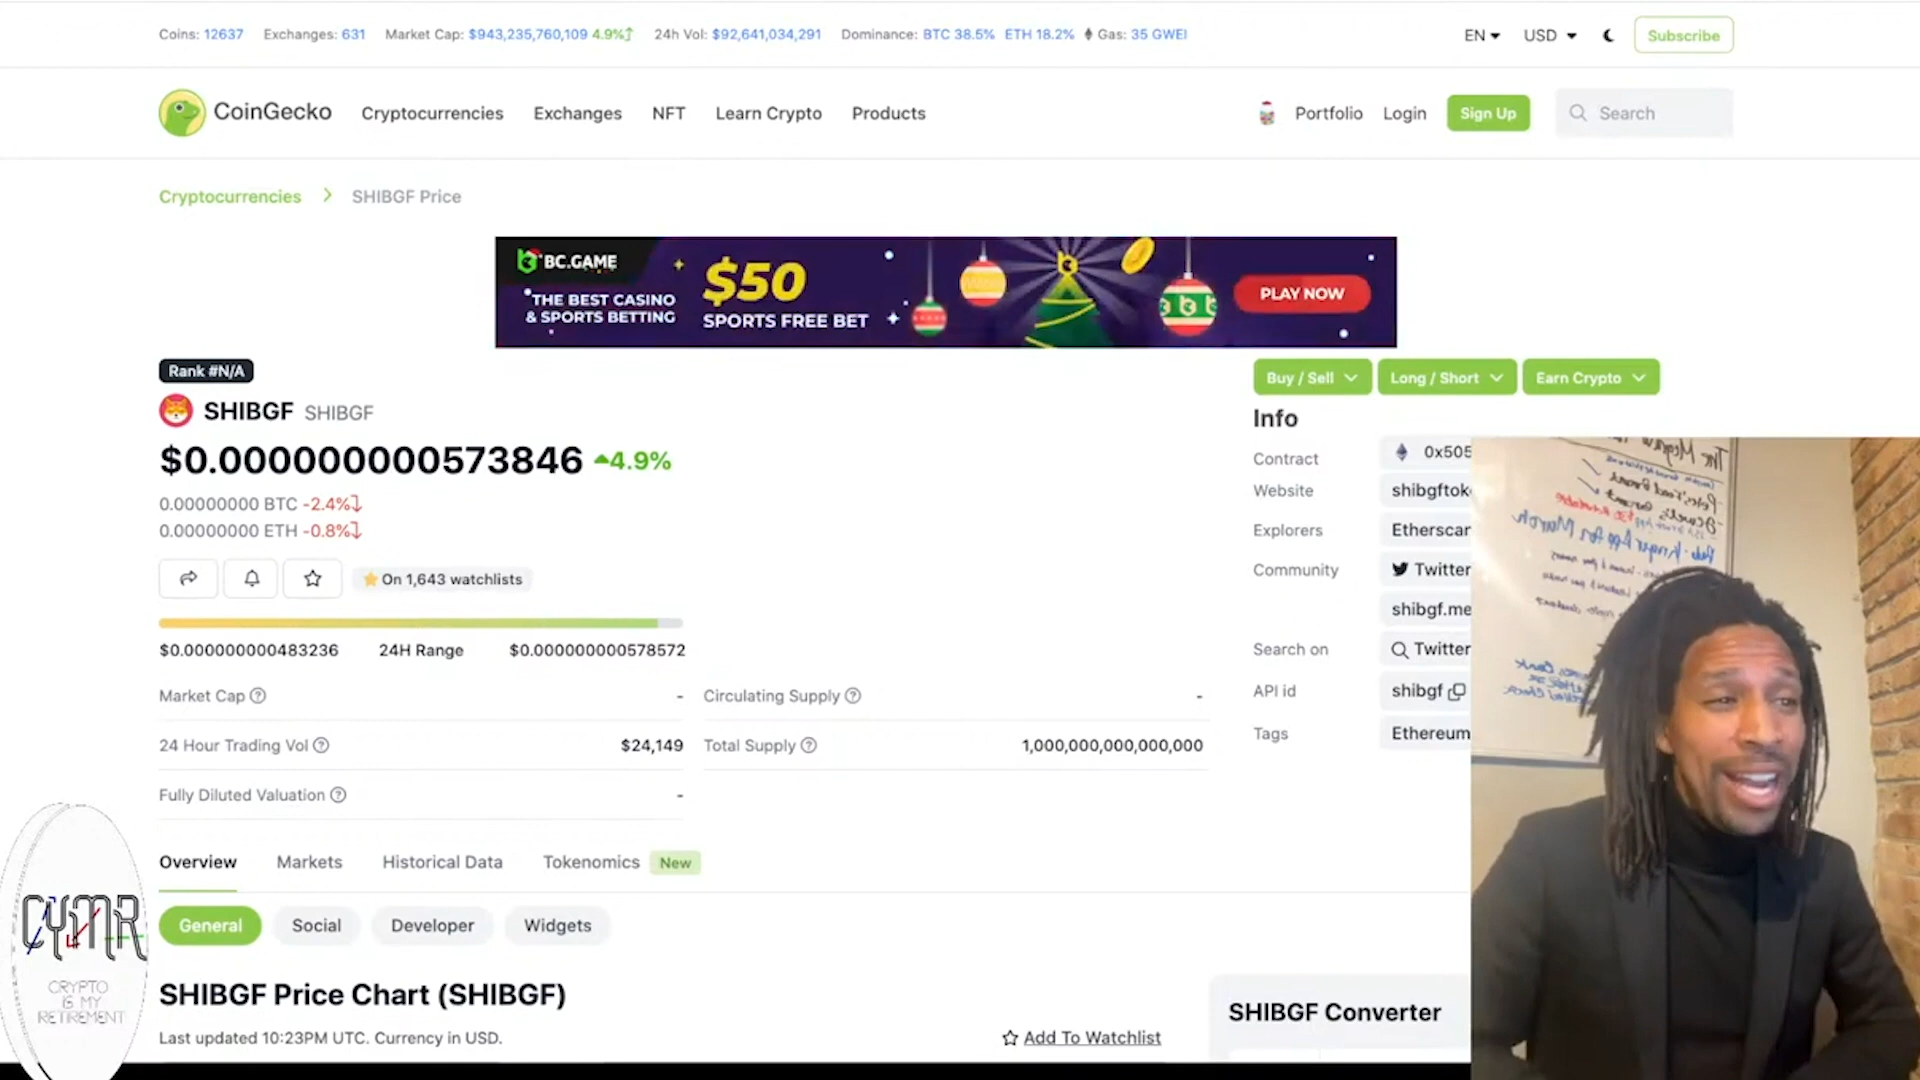 Coins: 12637 Exchanges: 631 Market Cap: $943,235,760,109 4.9% 24h Vol: $92,641,034,291 Dominance: BTC 38.5% ETH 18.2% Gas: 35 GWEI EN USD Subscribe
CoinGecko Cryptocurrencies Exchanges NFT Learn Crypto Products Portfolio Login Sign Up Search
Cryptocurrencies > SHIBGF Price
BC.GAME
THE BEST CASINO
& SPORTS BETTING
$50
SPORTS FREE BET
PLAY NOW
Rank #N/A
SHIBGF SHIBGF
$0.000000000573846 4.9%
0.00000000 BTC -2.4%
0.00000000 ETH -0.8%
On 1,643 watchlists
$0.000000000483236 24H Range $0.000000000578572
Market Cap -
Circulating Supply -
24 Hour Trading Vol $24,149
Total Supply 1,000,000,000,000,000
Fully Diluted Valuation -
Buy / Sell Long / Short Earn Crypto
Info
Contract 0x505
Website shibgftok
Explorers Etherscan
Community Twitter
shibgf.me
Search on Twitter
API id shibgf
Tags Ethereum
Overview Markets Historical Data Tokenomics New
General Social Developer Widgets
SHIBGF Price Chart (SHIBGF)
Last updated 10:23PM UTC. Currency in USD.
Add To Watchlist
SHIBGF Converter
CYMR
CRYPTO
IS MY
RETIREMENT